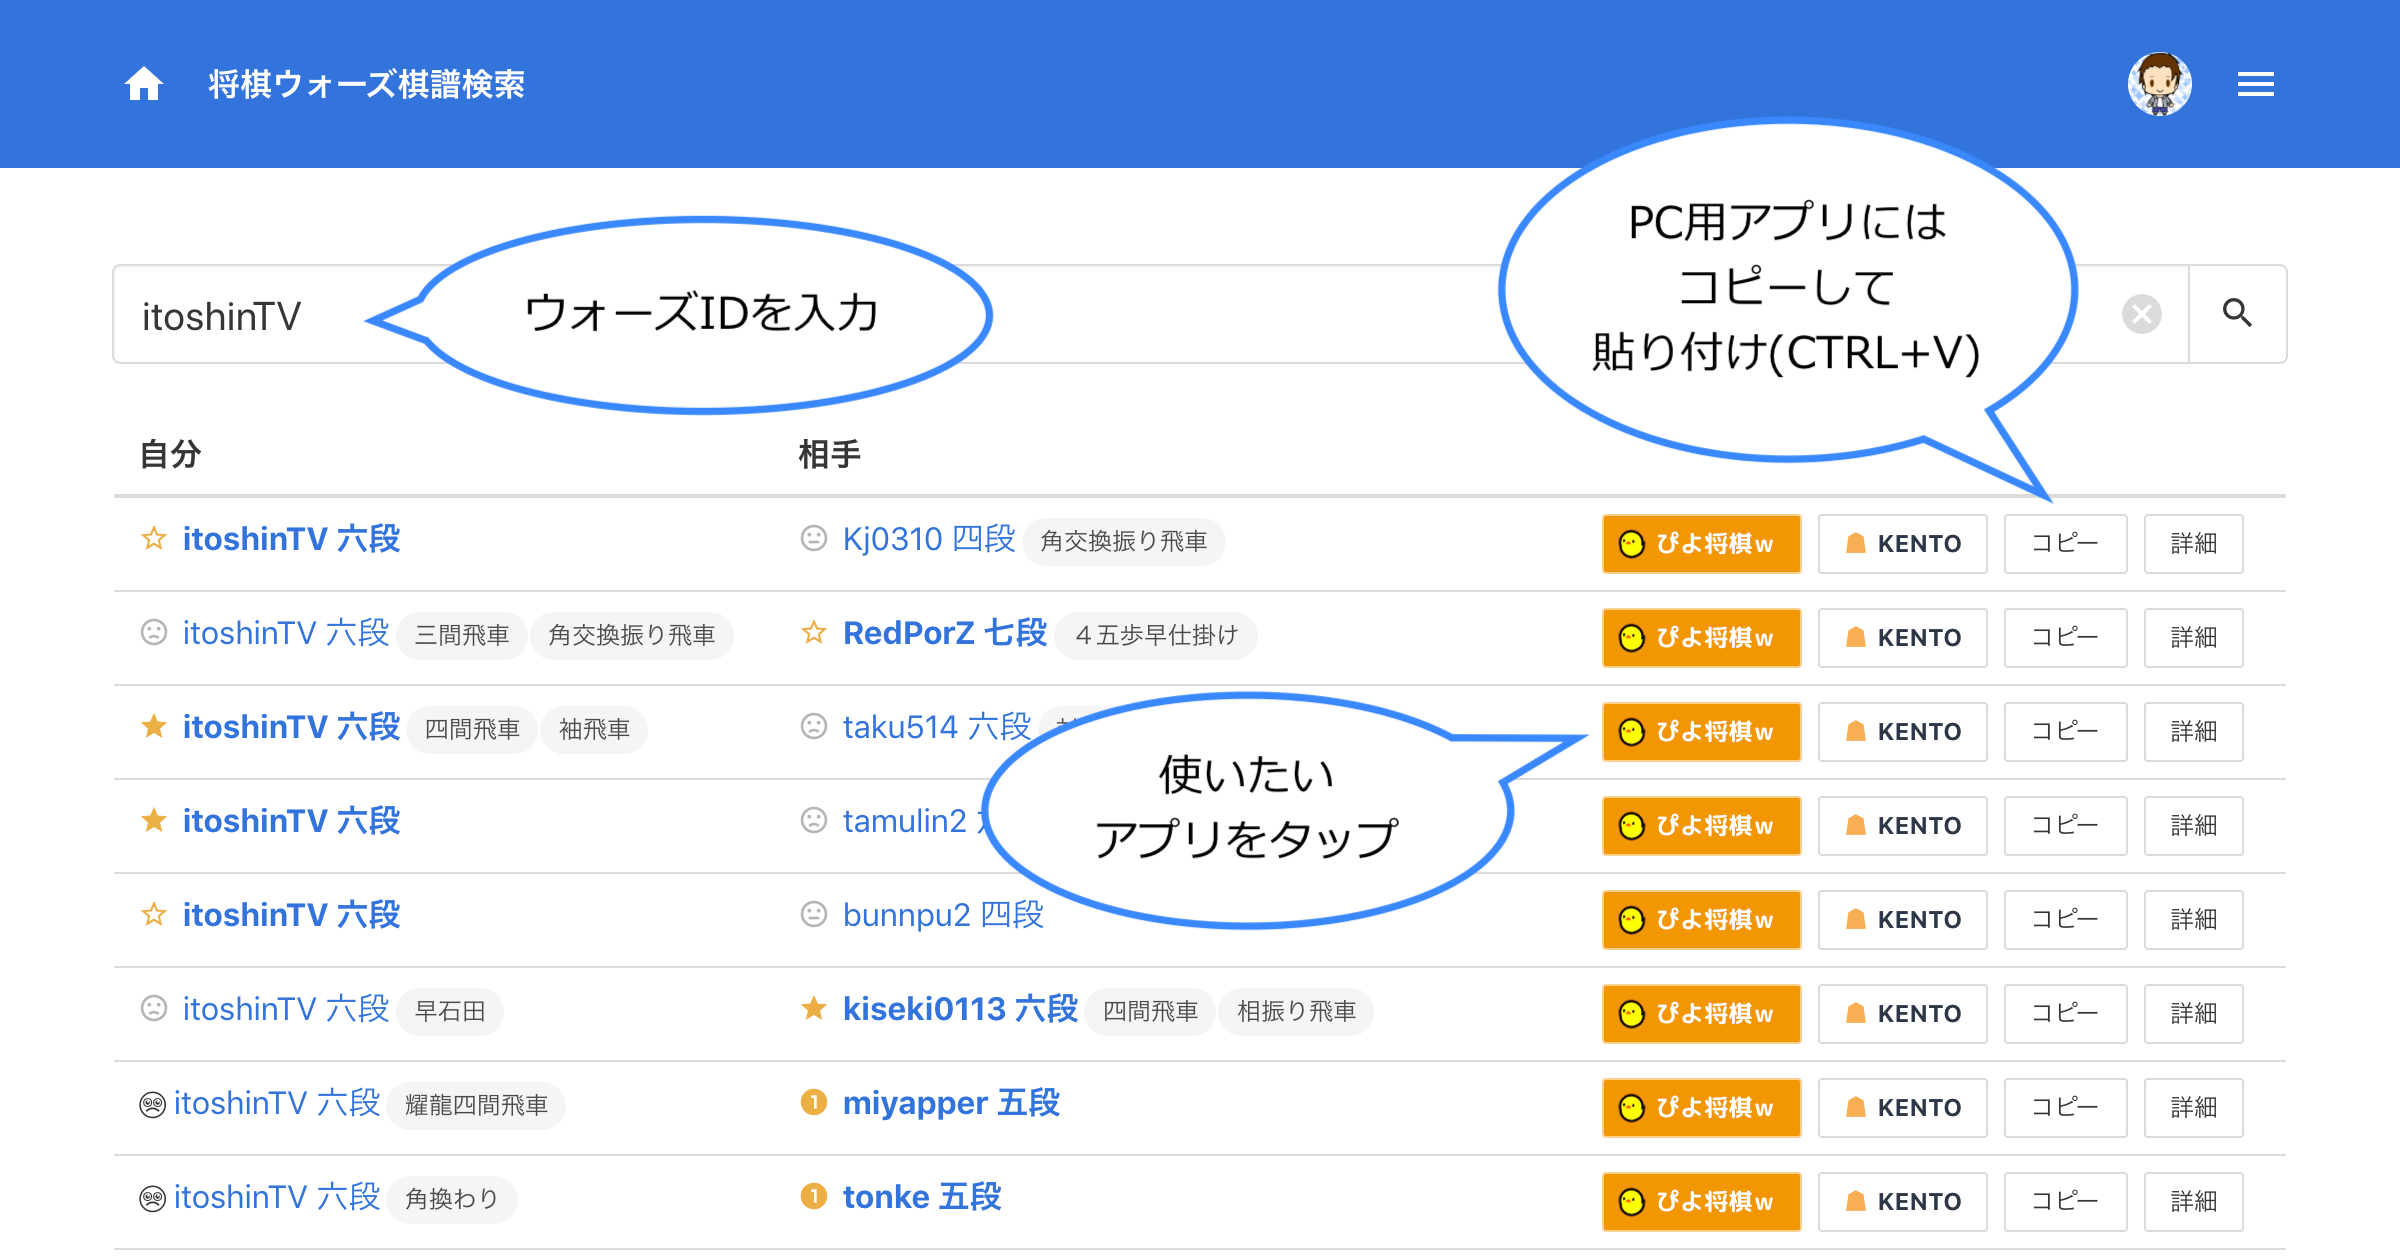 将棋ウォーズ棋譜検索
PC用アプリには
コピーして
貼り付け(CTRL+V)
itoshinTV
ウォーズIDを入力
自分 相手
itoshinTV 六段 Kj0310 四段 角交換振り飛車 ぴよ将棋w KENTO コピー 詳細
itoshinTV 六段 三間飛車 角交換振り飛車 RedPorZ 七段 4五歩早仕掛け ぴよ将棋w KENTO コピー 詳細
itoshinTV 六段 四間飛車 袖飛車 taku514 六段 ぴよ将棋w KENTO コピー 詳細
使いたい
アプリをタップ
itoshinTV 六段 tamulin2 ぴよ将棋w KENTO コピー 詳細
itoshinTV 六段 bunnpu2 四段 ぴよ将棋w KENTO コピー 詳細
itoshinTV 六段 早石田 kiseki0113 六段 四間飛車 相振り飛車 ぴよ将棋w KENTO コピー 詳細
itoshinTV 六段 耀龍四間飛車 1 miyapper 五段 ぴよ将棋w KENTO コピー 詳細
itoshinTV 六段 角換わり 1 tonke 五段 ぴよ将棋w KENTO コピー 詳細